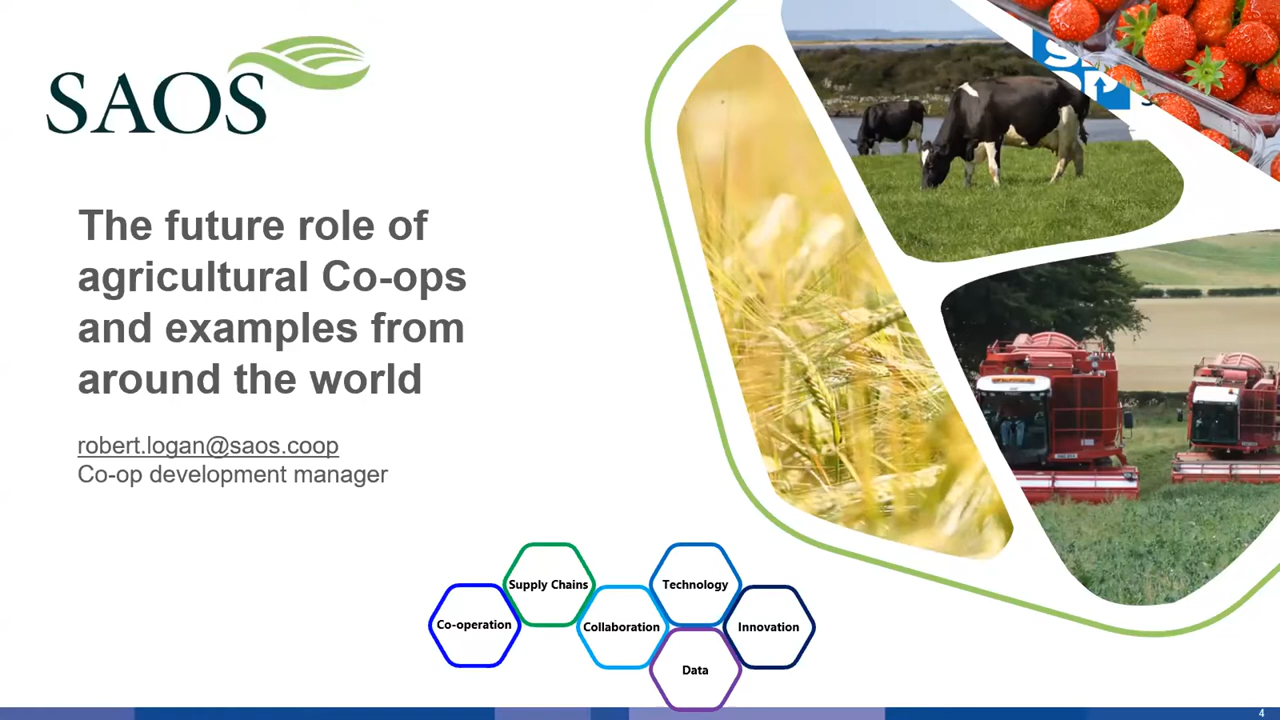 SAOS
The future role of
agricultural Co-ops
and examples from
around the world
robert.logan@saos.coop
Co-op development manager
Supply Chains
Technology
Co-operation
Collaboration
Innovation
Data
4